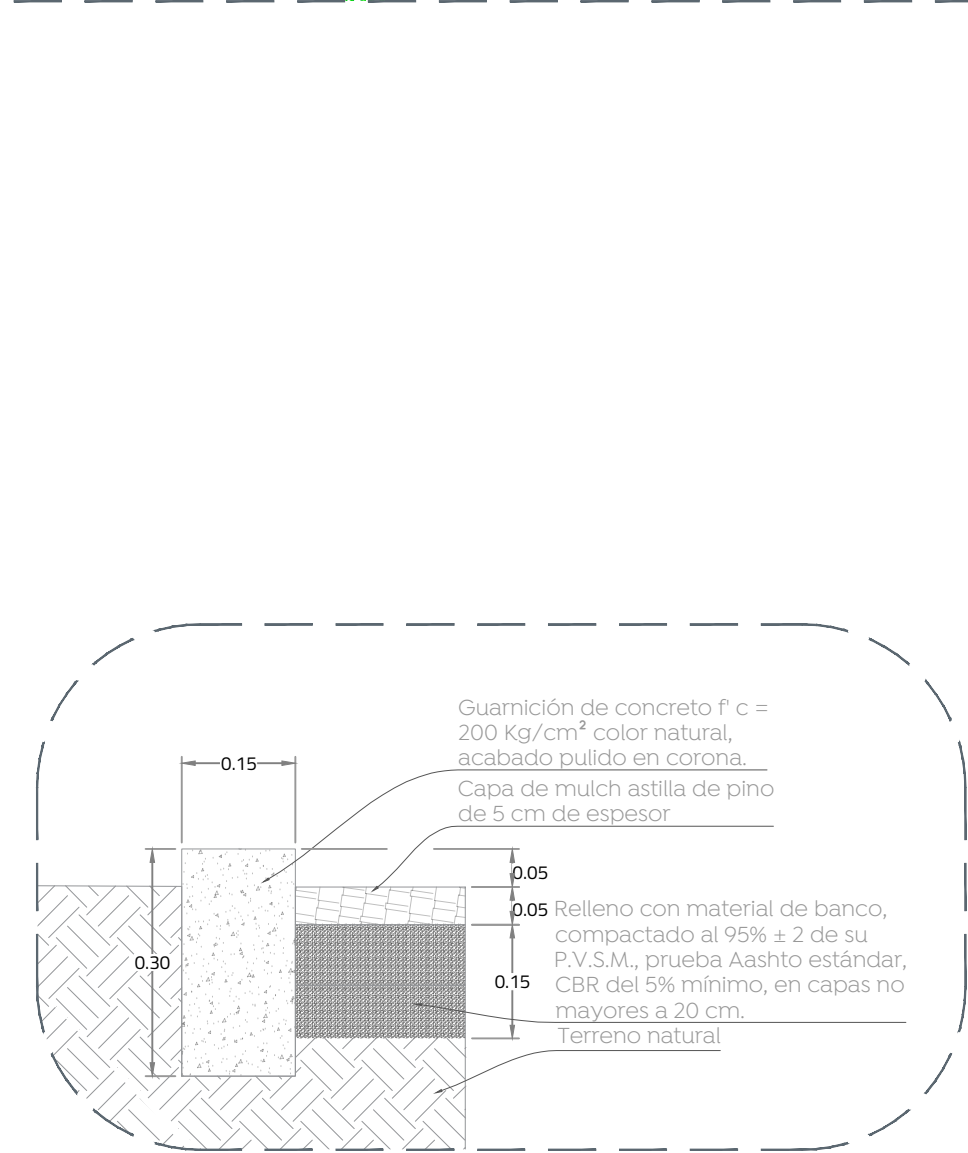 Guarnición de concreto f' c =
200 Kg/cm² color natural,
acabado pulido en corona.
0.15
Capa de mulch astilla de pino
de 5 cm de espesor
0.05
0.05
Relleno con material de banco,
compactado al 95% ± 2 de su
P.V.S.M., prueba Aashto estándar,
CBR del 5% mínimo, en capas no
mayores a 20 cm.
0.30
0.15
Terreno natural